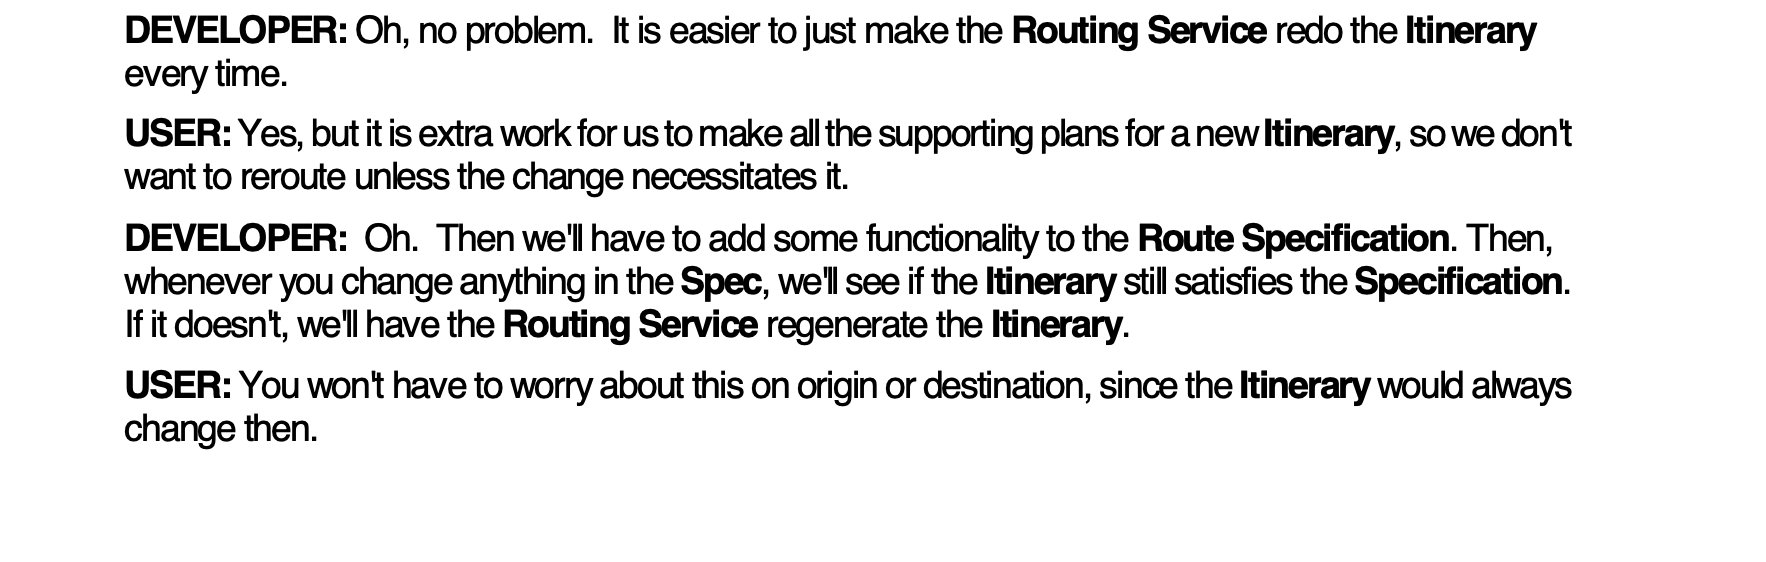 DEVELOPER: Oh, no problem.  It is easier to just make the Routing Service redo the Itinerary
every time.
USER: Yes, but it is extra work for us to make all the supporting plans for a new Itinerary, so we don't
want to reroute unless the change necessitates it.
DEVELOPER:  Oh.  Then we'll have to add some functionality to the Route Specification. Then,
whenever you change anything in the Spec, we'll see if the Itinerary still satisfies the Specification.
If it doesn't, we'll have the Routing Service regenerate the Itinerary.
USER: You won't have to worry about this on origin or destination, since the Itinerary would always
change then.